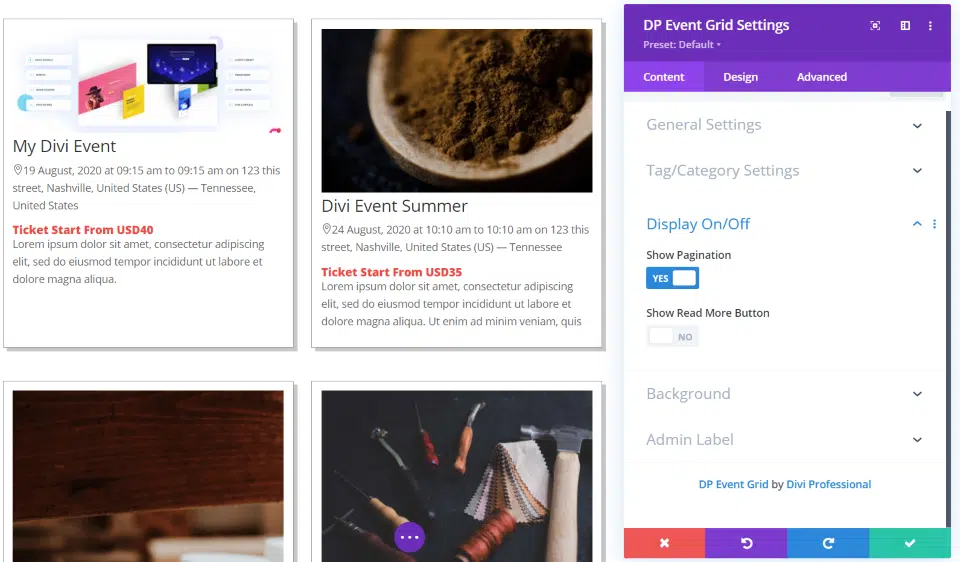 My Divi Event
19 August, 2020 at 09:15 am to 09:15 am on 123 this
street, Nashville, United States (US) — Tennessee,
United States
Ticket Start From USD40
Lorem ipsum dolor sit amet, consectetur adipiscing
elit, sed do eiusmod tempor incididunt ut labore et
dolore magna aliqua.
Divi Event Summer
24 August, 2020 at 10:10 am to 10:10 am on 123 this
street, Nashville, United States (US) — Tennessee
Ticket Start From USD35
Lorem ipsum dolor sit amet, consectetur adipiscing
elit, sed do eiusmod tempor incididunt ut labore et
dolore magna aliqua. Ut enim ad minim veniam, quis
DP Event Grid Settings
Preset: Default
Content Design Advanced
General Settings
Tag/Category Settings
Display On/Off
Show Pagination
YES
Show Read More Button
NO
Background
Admin Label
DP Event Grid by Divi Professional